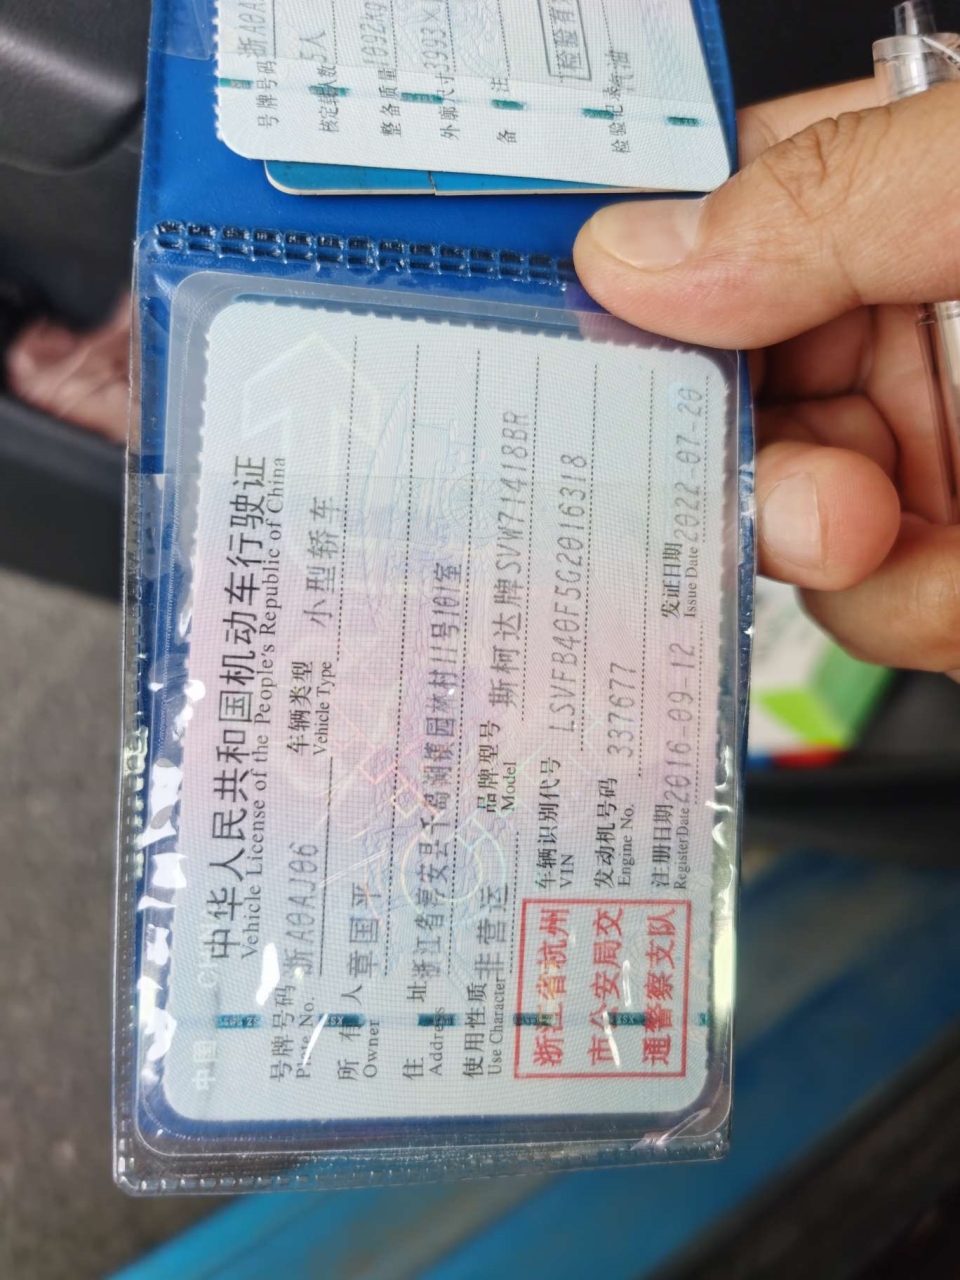 中华人民共和国机动车行驶证
Vehicle License of the People's Republic of China
号牌号码 浙A0AJ06 车辆类型 小型轿车
Plate No. Vehicle Type
所有人 章国平
Owner
住址 浙江省淳安县千岛湖镇园林村11号101室
Address
使用性质 非营运 品牌型号 斯柯达牌SVW71418BR
Use Character Model
浙江省杭州
市公安局交
通警察支队
车辆识别代号 LSVFB40F5G2016318
VIN
发动机号码 337677
Engine No.
注册日期 2016-09-12 发证日期 2022-07-20
Register Date Issue Date
号牌号码 浙A0A
核定载人数 5人
整备质量 1092kg
外廓尺寸 3993X
备注
检验记录